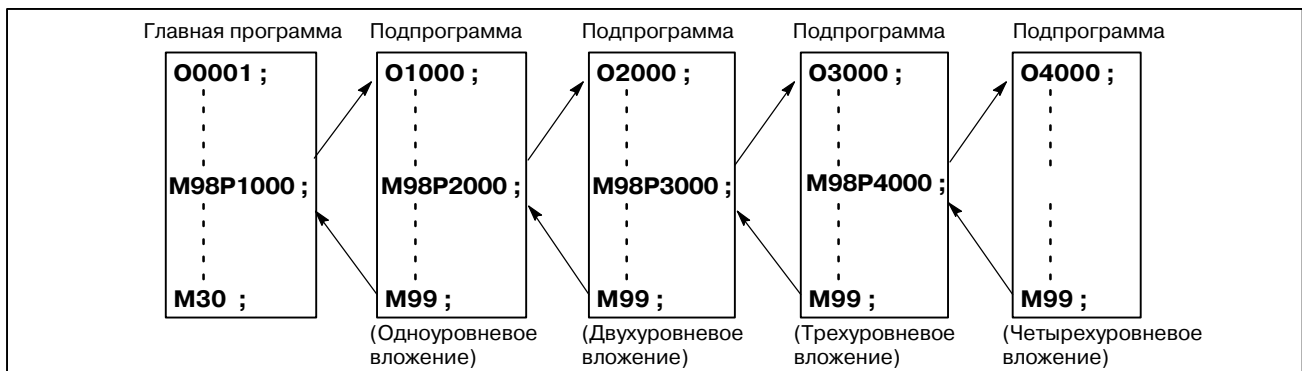 Главная программа
O0001 ;
M98P1000 ;
M30 ;
Подпрограмма
O1000 ;
M98P2000 ;
M99 ;
(Одноуровневое
вложение)
Подпрограмма
O2000 ;
M98P3000 ;
M99 ;
(Двухуровневое
вложение)
Подпрограмма
O3000 ;
M98P4000 ;
M99 ;
(Трехуровневое
вложение)
Подпрограмма
O4000 ;
M99 ;
(Четырехуровневое
вложение)